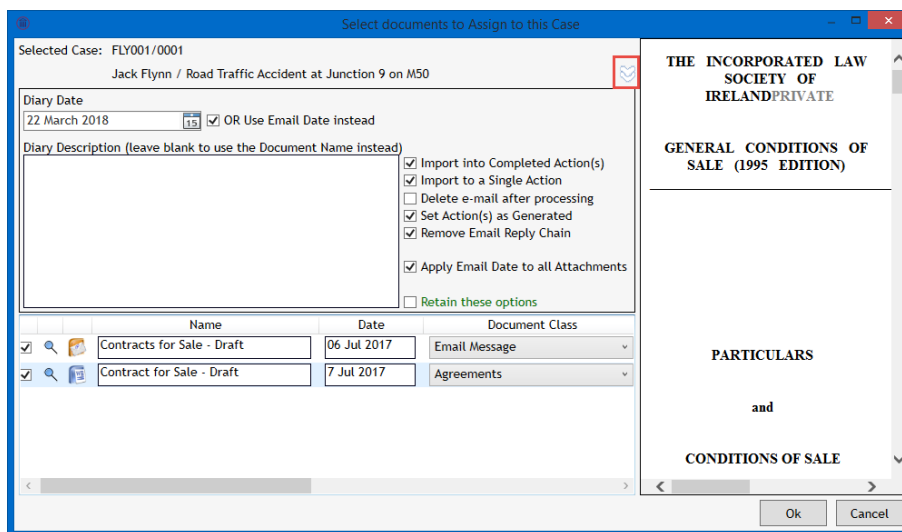 Select documents to Assign to this Case
Selected Case: FLY001/0001
Jack Flynn / Road Traffic Accident at Junction 9 on M50
Diary Date
22 March 2018 15 OR Use Email Date instead
Diary Description (leave blank to use the Document Name instead)
Import into Completed Action(s)
Import to a Single Action
Delete e-mail after processing
Set Action(s) as Generated
Remove Email Reply Chain
Apply Email Date to all Attachments
Retain these options
Name Date Document Class
Contracts for Sale - Draft 06 Jul 2017 Email Message
Contract for Sale - Draft 7 Jul 2017 Agreements
THE INCORPORATED LAW
SOCIETY OF
IRELANDPRIVATE
GENERAL CONDITIONS OF
SALE (1995 EDITION)
PARTICULARS
and
CONDITIONS OF SALE
Ok Cancel